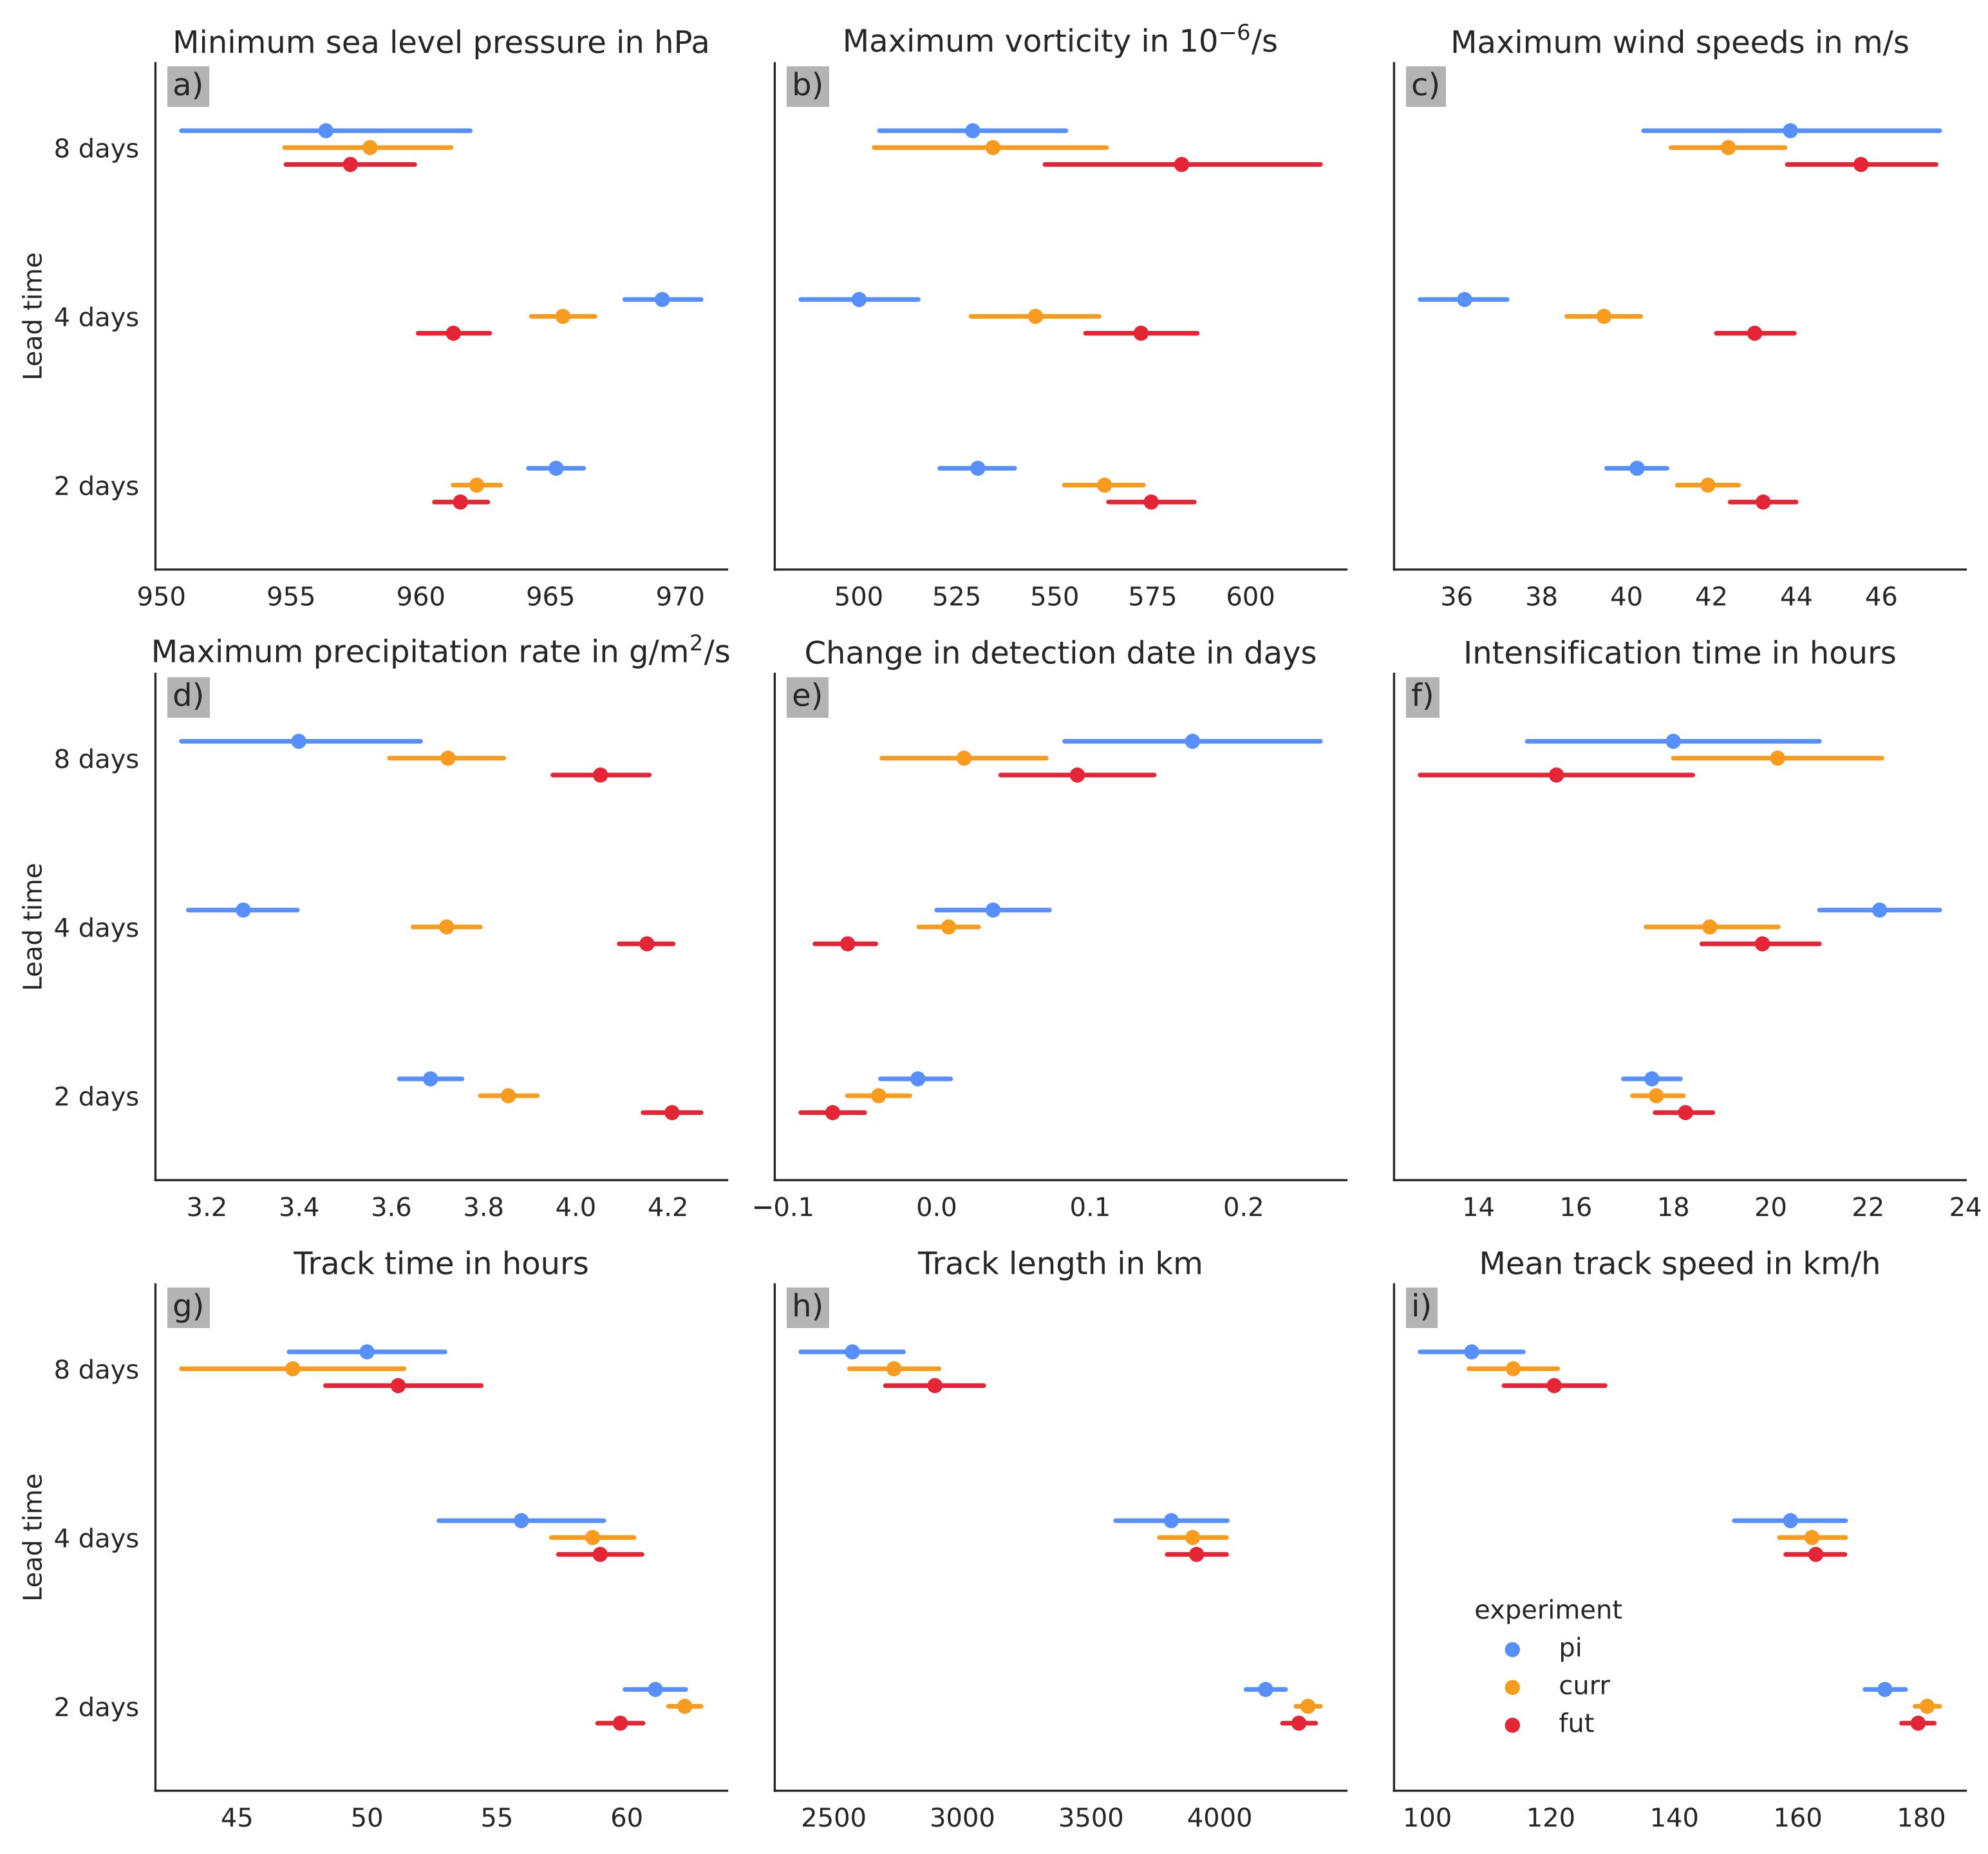 Minimum sea level pressure in hPa
a)
8 days
4 days
2 days
Lead time
950 955 960 965 970
Maximum vorticity in 10⁻⁶/s
b)
500 525 550 575 600
Maximum wind speeds in m/s
c)
36 38 40 42 44 46
Maximum precipitation rate in g/m²/s
d)
8 days
4 days
2 days
Lead time
3.2 3.4 3.6 3.8 4.0 4.2
Change in detection date in days
e)
−0.1 0.0 0.1 0.2
Intensification time in hours
f)
14 16 18 20 22 24
Track time in hours
g)
8 days
4 days
2 days
Lead time
45 50 55 60
Track length in km
h)
2500 3000 3500 4000
Mean track speed in km/h
i)
experiment
pi
curr
fut
100 120 140 160 180